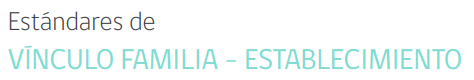 Estándares de
VÍNCULO FAMILIA – ESTABLECIMIENTO